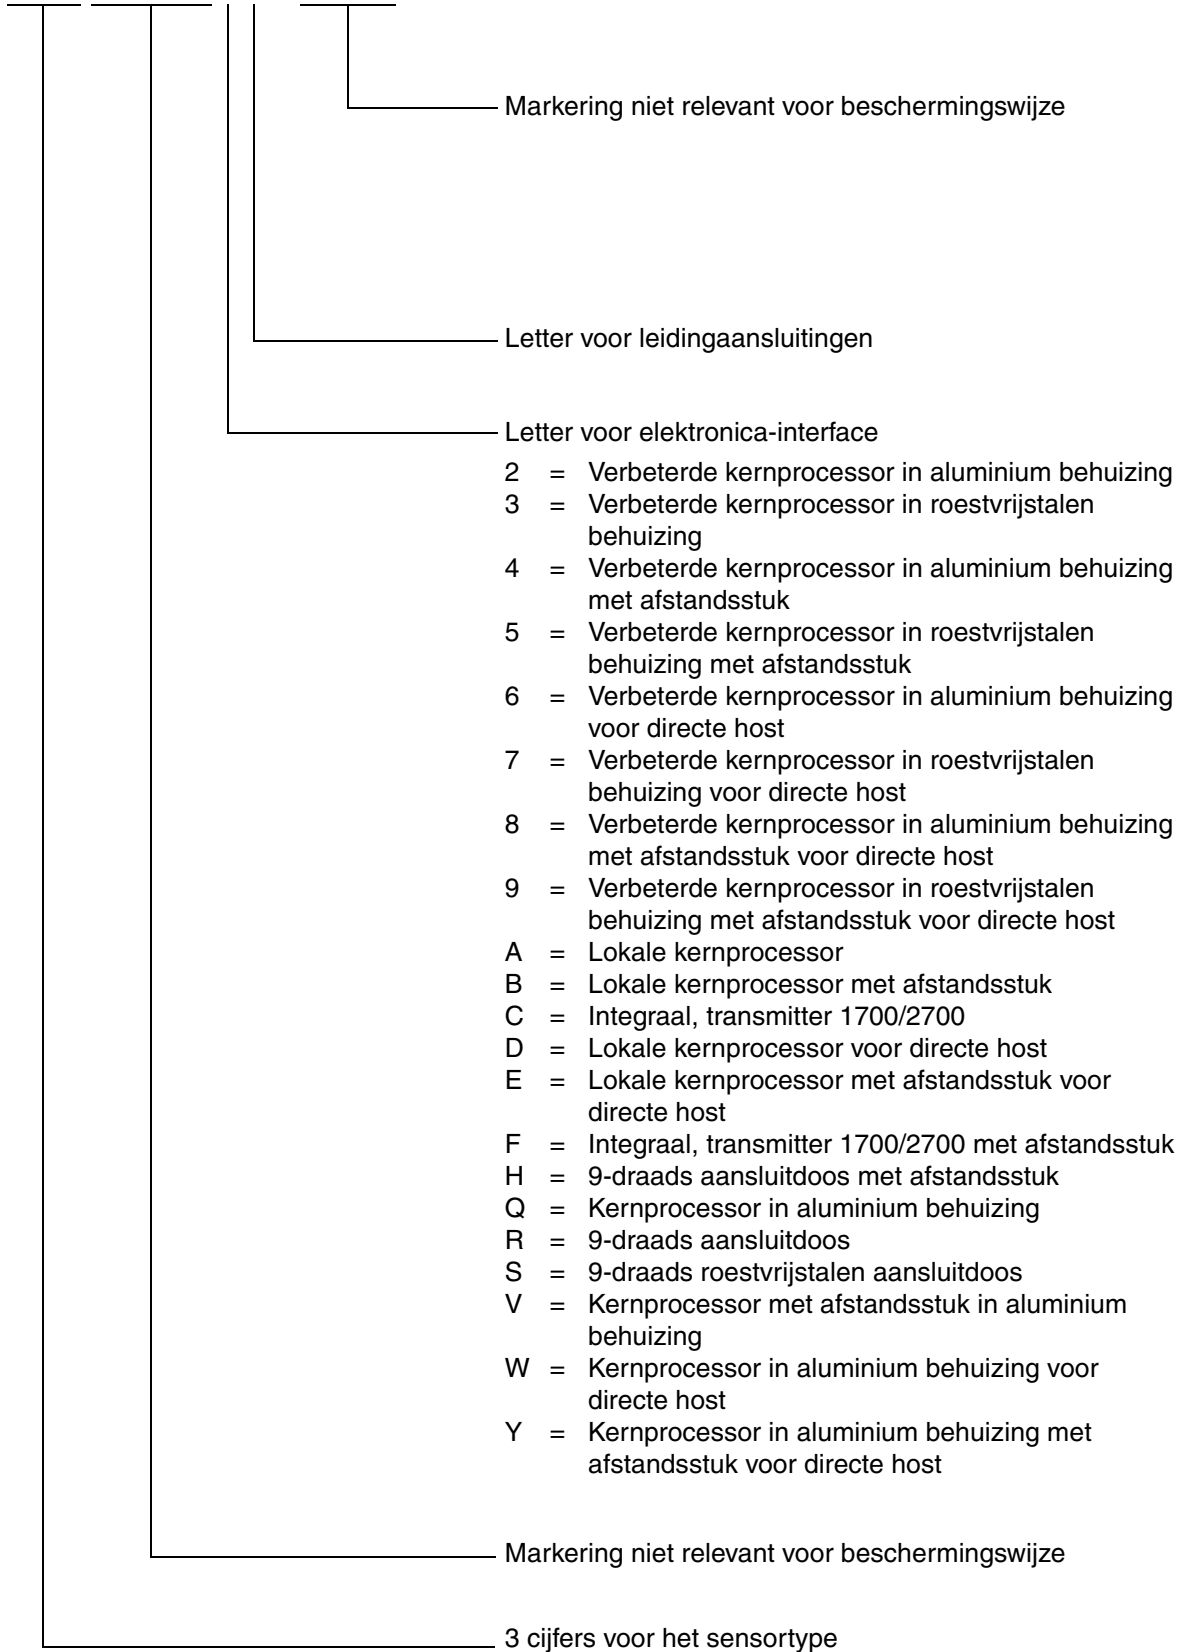 Markering niet relevant voor beschermingswijze
Letter voor leidingaansluitingen
Letter voor elektronica-interface
2 = Verbeterde kernprocessor in aluminium behuizing
3 = Verbeterde kernprocessor in roestvrijstalen
behuizing
4 = Verbeterde kernprocessor in aluminium behuizing
met afstandsstuk
5 = Verbeterde kernprocessor in roestvrijstalen
behuizing met afstandsstuk
6 = Verbeterde kernprocessor in aluminium behuizing
voor directe host
7 = Verbeterde kernprocessor in roestvrijstalen
behuizing voor directe host
8 = Verbeterde kernprocessor in aluminium behuizing
met afstandsstuk voor directe host
9 = Verbeterde kernprocessor in roestvrijstalen
behuizing met afstandsstuk voor directe host
A = Lokale kernprocessor
B = Lokale kernprocessor met afstandsstuk
C = Integraal, transmitter 1700/2700
D = Lokale kernprocessor voor directe host
E = Lokale kernprocessor met afstandsstuk voor
directe host
F = Integraal, transmitter 1700/2700 met afstandsstuk
H = 9-draads aansluitdoos met afstandsstuk
Q = Kernprocessor in aluminium behuizing
R = 9-draads aansluitdoos
S = 9-draads roestvrijstalen aansluitdoos
V = Kernprocessor met afstandsstuk in aluminium
behuizing
W = Kernprocessor in aluminium behuizing voor
directe host
Y = Kernprocessor in aluminium behuizing met
afstandsstuk voor directe host
Markering niet relevant voor beschermingswijze
3 cijfers voor het sensortype